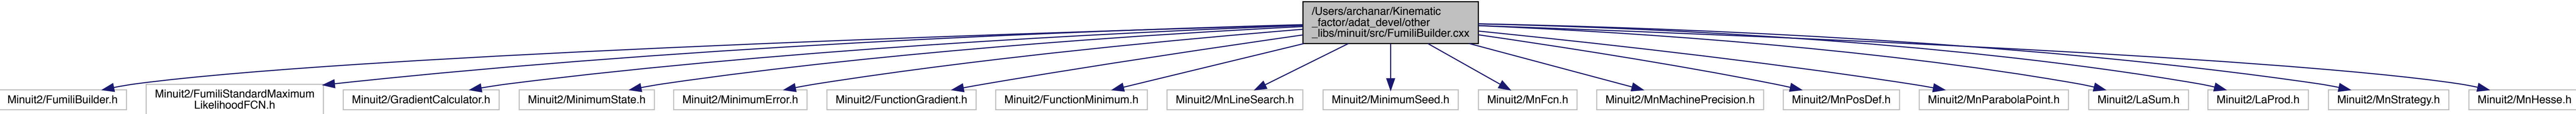 /Users/archanar/Kinematic
_factor/adat_devel/other
_libs/minuit/src/FumiliBuilder.cxx
Minuit2/FumiliBuilder.h
Minuit2/FumiliStandardMaximum
LikelihoodFCN.h
Minuit2/GradientCalculator.h
Minuit2/MinimumState.h
Minuit2/MinimumError.h
Minuit2/FunctionGradient.h
Minuit2/FunctionMinimum.h
Minuit2/MnLineSearch.h
Minuit2/MinimumSeed.h
Minuit2/MnFcn.h
Minuit2/MnMachinePrecision.h
Minuit2/MnPosDef.h
Minuit2/MnParabolaPoint.h
Minuit2/LaSum.h
Minuit2/LaProd.h
Minuit2/MnStrategy.h
Minuit2/MnHesse.h